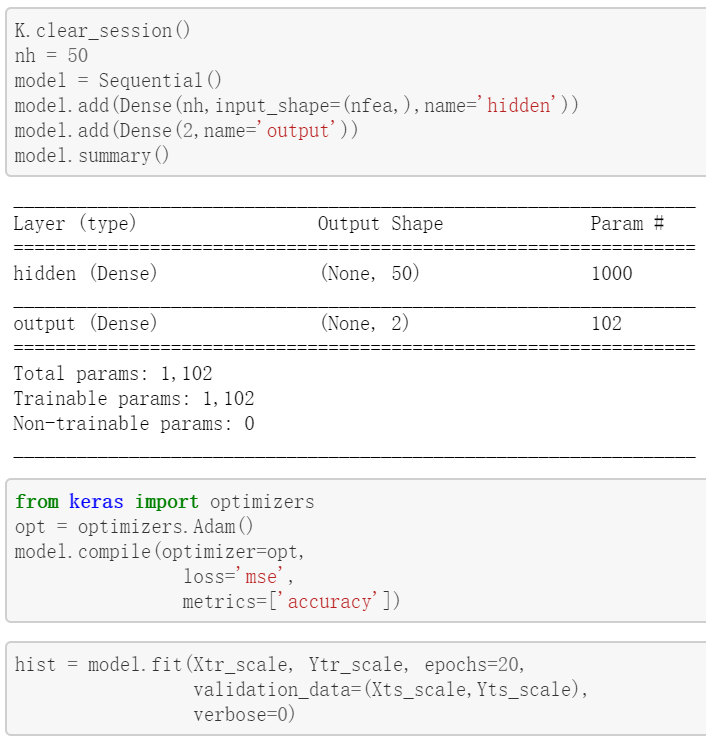 K.clear_session()
nh = 50
model = Sequential()
model.add(Dense(nh,input_shape=(nfea,),name='hidden'))
model.add(Dense(2,name='output'))
model.summary()
Layer (type) Output Shape Param #
hidden (Dense) (None, 50) 1000
output (Dense) (None, 2) 102
Total params: 1,102
Trainable params: 1,102
Non-trainable params: 0
from keras import optimizers
opt = optimizers.Adam()
model.compile(optimizer=opt,
loss='mse',
metrics=['accuracy'])
hist = model.fit(Xtr_scale, Ytr_scale, epochs=20,
validation_data=(Xts_scale,Yts_scale),
verbose=0)